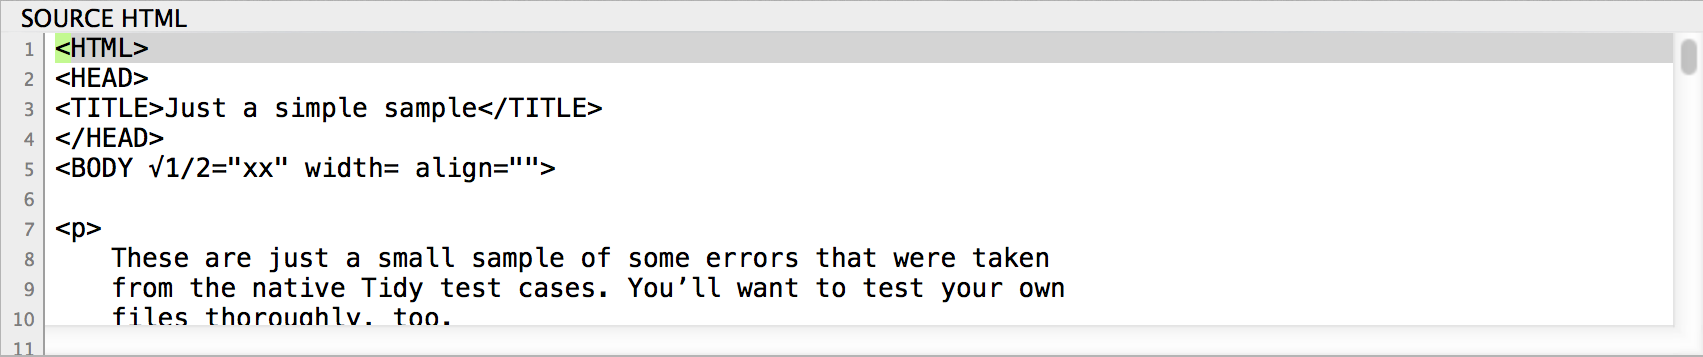 SOURCE HTML
1 <HTML>
2 <HEAD>
3 <TITLE>Just a simple sample</TITLE>
4 </HEAD>
5 <BODY √1/2="xx" width= align="">
6
7 <p>
8 These are just a small sample of some errors that were taken
9 from the native Tidy test cases. You’ll want to test your own
10 files thoroughly, too.
11